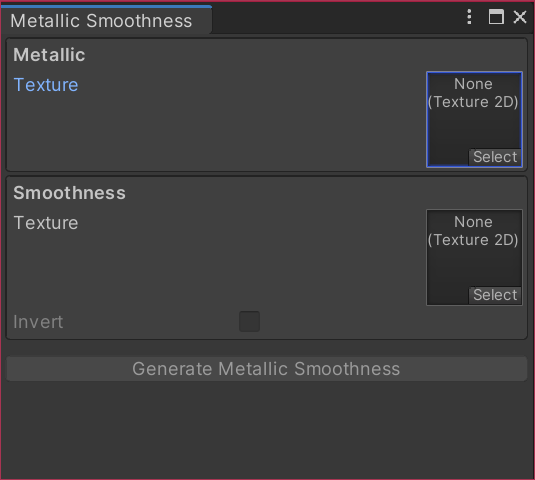 Metallic Smoothness
Metallic
Texture
None
(Texture 2D)
Select
Smoothness
Texture
None
(Texture 2D)
Select
Invert
Generate Metallic Smoothness